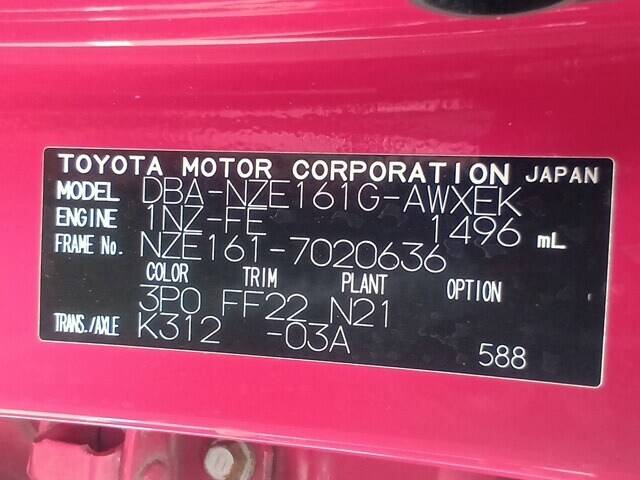 TOYOTA MOTOR CORPORATION JAPAN
MODEL DBA-NZE161G-AWXEK
ENGINE 1NZ-FE 1496 mL
FRAME No. NZE161-7020636
COLOR TRIM PLANT OPTION
3P0 FF22 N21
TRANS./AXLE K312 -03A
588